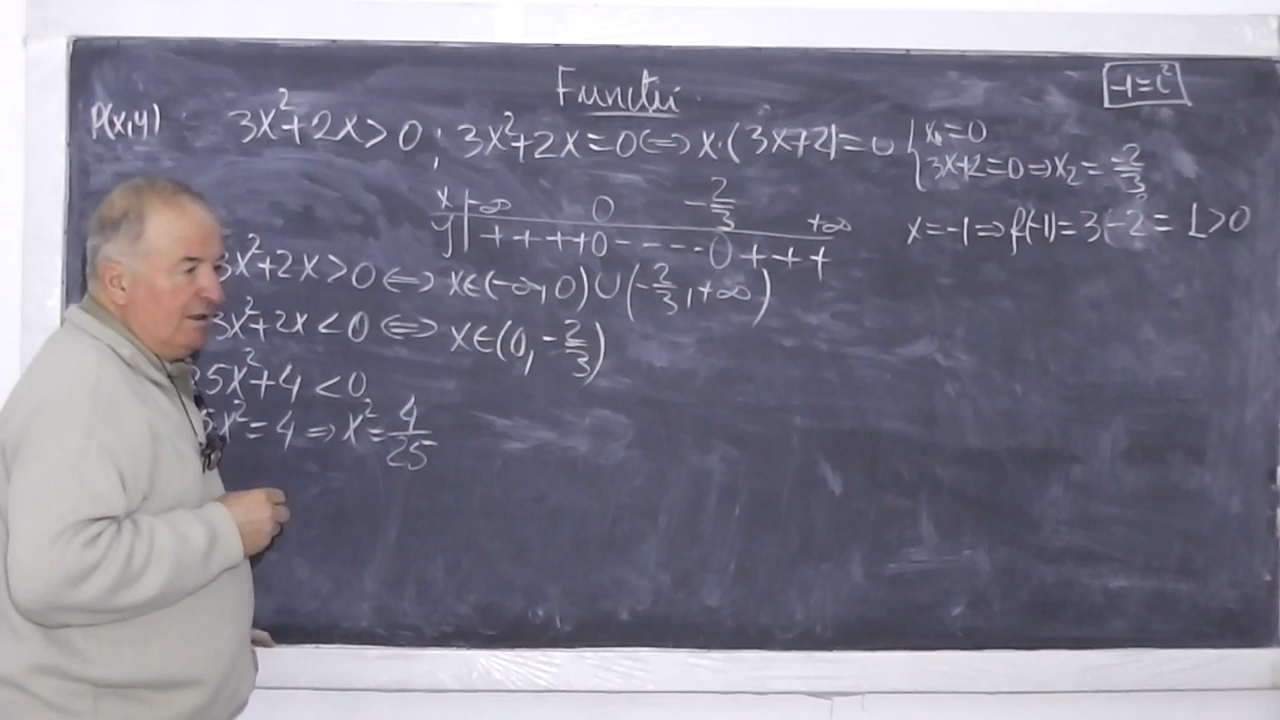 Funcții
-1=i²
P(x,y) 3x²+2x>0; 3x²+2x=0⇔x·(3x+2)=0 { x₁=0
3x+2=0⇒x₂=-2/3
x -∞ 0 -2/3 +∞
y ++++0----0+++
x=-1⇒f(-1)=3-2=1>0
3x²+2x>0⇔x∈(-∞,0)∪(-2/3,+∞)
3x²+2x<0⇔x∈(0,-2/3)
25x²+4<0
5x²=4⇒x²=4/25